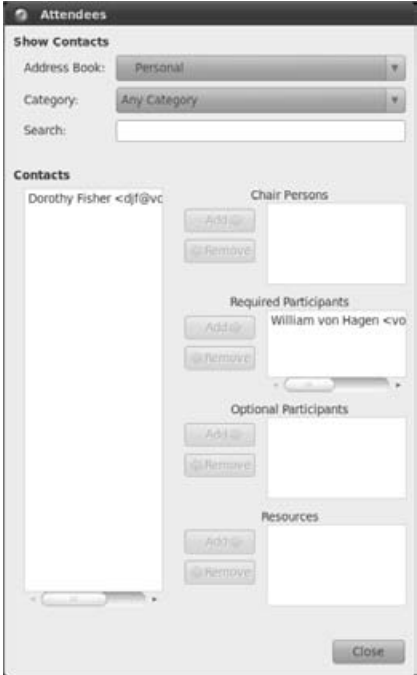 Attendees
Show Contacts
Address Book: Personal
Category: Any Category
Search:
Contacts
Dorothy Fisher <djf@vc
Chair Persons
Add
Remove
Required Participants
William von Hagen <vo
Add
Remove
Optional Participants
Add
Remove
Resources
Add
Remove
Close